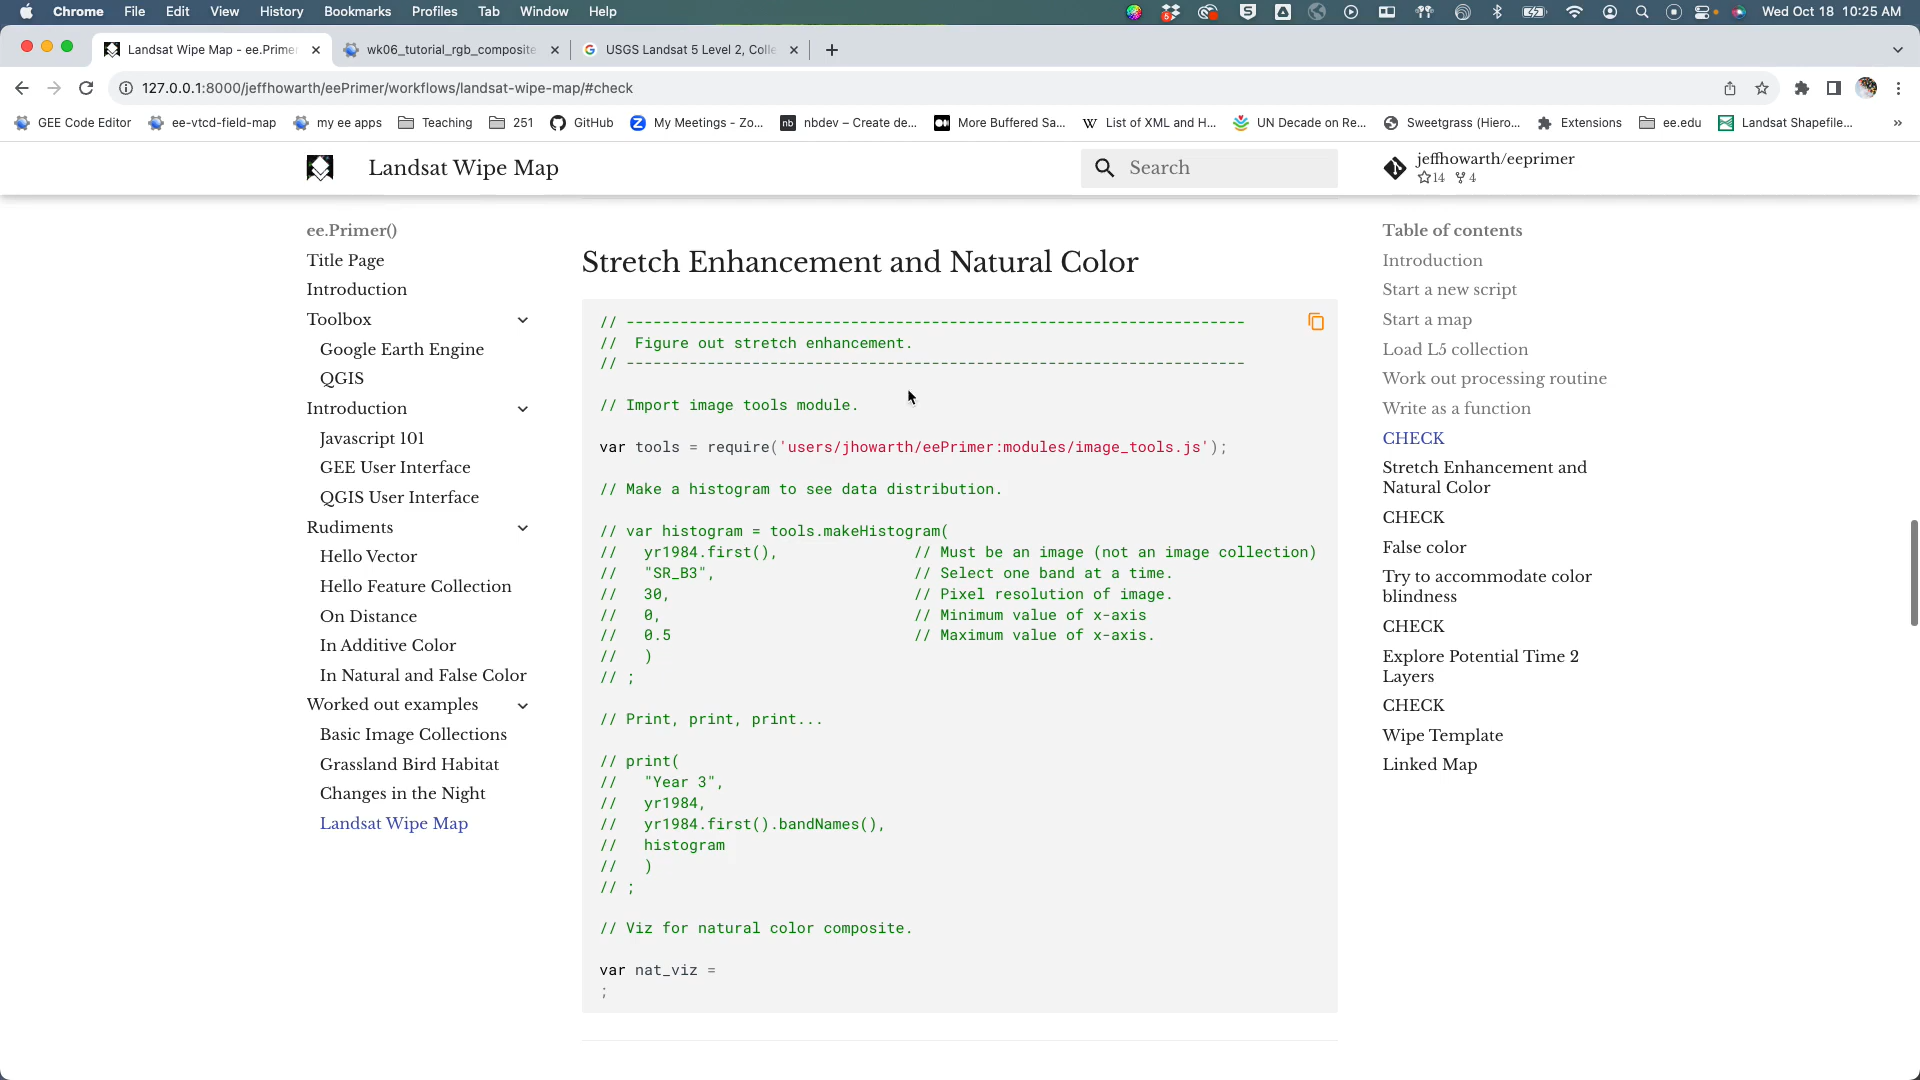 Chrome File Edit View History Bookmarks Profiles Tab Window Help Wed Oct 18 10:25 AM
Landsat Wipe Map - ee.Primer wk06_tutorial_rgb_composite USGS Landsat 5 Level 2, Colle
127.0.0.1:8000/jeffhowarth/eePrimer/workflows/landsat-wipe-map/#check
GEE Code Editor ee-vtcd-field-map my ee apps Teaching 251 GitHub My Meetings - Zo... nbdev – Create de... More Buffered Sa... List of XML and H... UN Decade on Re... Sweetgrass (Hiero... Extensions ee.edu Landsat Shapefile... »
Landsat Wipe Map
Search
jeffhowarth/eeprimer
14 4
ee.Primer()
Title Page
Introduction
Toolbox
Google Earth Engine
QGIS
Introduction
Javascript 101
GEE User Interface
QGIS User Interface
Rudiments
Hello Vector
Hello Feature Collection
On Distance
In Additive Color
In Natural and False Color
Worked out examples
Basic Image Collections
Grassland Bird Habitat
Changes in the Night
Landsat Wipe Map
Stretch Enhancement and Natural Color
// ---------------------------------------------------------------------
//  Figure out stretch enhancement.
// ---------------------------------------------------------------------
// Import image tools module.
var tools = require('users/jhowarth/eePrimer:modules/image_tools.js');
// Make a histogram to see data distribution.
// var histogram = tools.makeHistogram(
//   yr1984.first(),               // Must be an image (not an image collection)
//   "SR_B3",                      // Select one band at a time.
//   30,                           // Pixel resolution of image.
//   0,                            // Minimum value of x-axis
//   0.5                           // Maximum value of x-axis.
//   )
// ;
// Print, print, print...
// print(
//   "Year 3",
//   yr1984,
//   yr1984.first().bandNames(),
//   histogram
//   )
// ;
// Viz for natural color composite.
var nat_viz =
;
Table of contents
Introduction
Start a new script
Start a map
Load L5 collection
Work out processing routine
Write as a function
CHECK
Stretch Enhancement and
Natural Color
CHECK
False color
Try to accommodate color
blindness
CHECK
Explore Potential Time 2
Layers
CHECK
Wipe Template
Linked Map